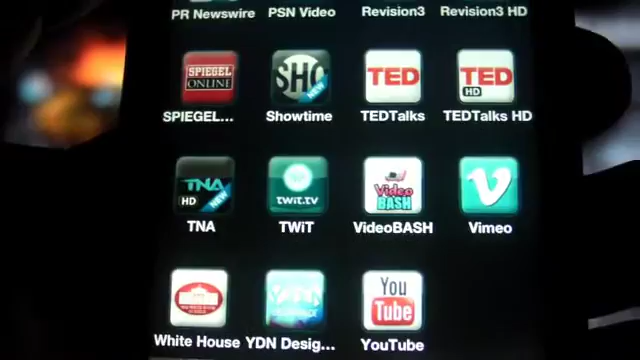 PR Newswire PSN Video Revision3 Revision3 HD
SPIEGEL ONLINE
SHO NEW
TED
TED HD
SPIEGEL... Showtime TEDTalks TEDTalks HD
TNA HD NEW
TWiT.TV
Video BASH
TNA TWiT VideoBASH Vimeo
You Tube
White House YDN Desig... YouTube